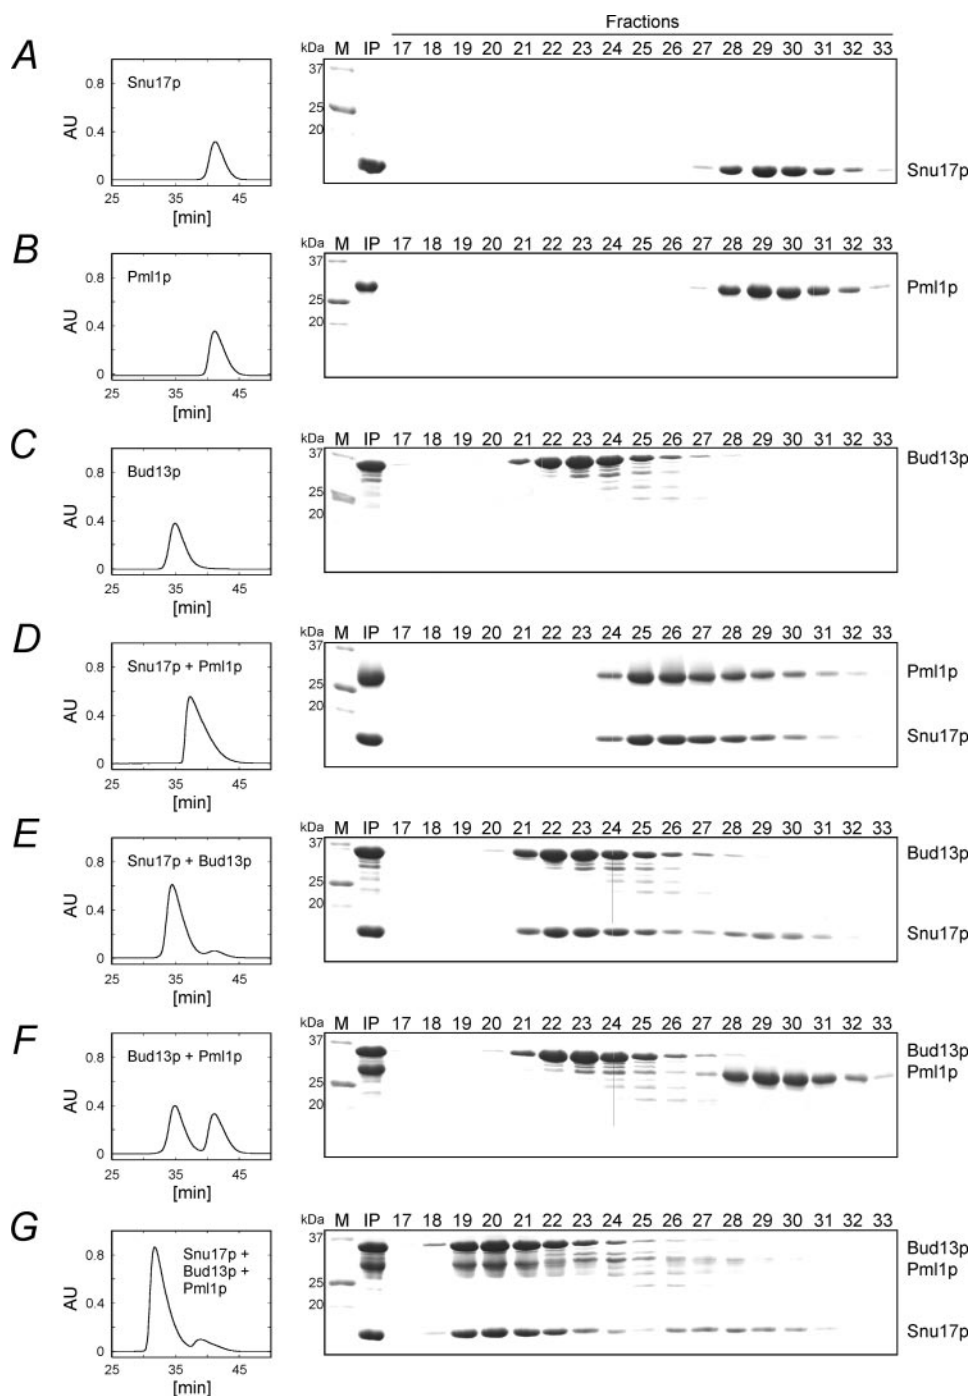 Fractions
A
kDa M IP 17 18 19 20 21 22 23 24 25 26 27 28 29 30 31 32 33
0.8
0.4
0
AU
Snu17p
25 35 45
[min]
37
25
20
Snu17p
B
kDa M IP 17 18 19 20 21 22 23 24 25 26 27 28 29 30 31 32 33
0.8
0.4
0
AU
Pml1p
25 35 45
[min]
37
25
20
Pml1p
C
kDa M IP 17 18 19 20 21 22 23 24 25 26 27 28 29 30 31 32 33
0.8
0.4
0
AU
Bud13p
25 35 45
[min]
37
25
20
Bud13p
D
kDa M IP 17 18 19 20 21 22 23 24 25 26 27 28 29 30 31 32 33
0.8
0.4
0
AU
Snu17p + Pml1p
25 35 45
[min]
37
25
20
Pml1p
Snu17p
E
kDa M IP 17 18 19 20 21 22 23 24 25 26 27 28 29 30 31 32 33
0.8
0.4
0
AU
Snu17p + Bud13p
25 35 45
[min]
37
25
20
Bud13p
Snu17p
F
kDa M IP 17 18 19 20 21 22 23 24 25 26 27 28 29 30 31 32 33
0.8
0.4
0
AU
Bud13p + Pml1p
25 35 45
[min]
37
25
20
Bud13p
Pml1p
G
kDa M IP 17 18 19 20 21 22 23 24 25 26 27 28 29 30 31 32 33
0.8
0.4
0
AU
Snu17p +
Bud13p +
Pml1p
25 35 45
[min]
37
25
20
Bud13p
Pml1p
Snu17p